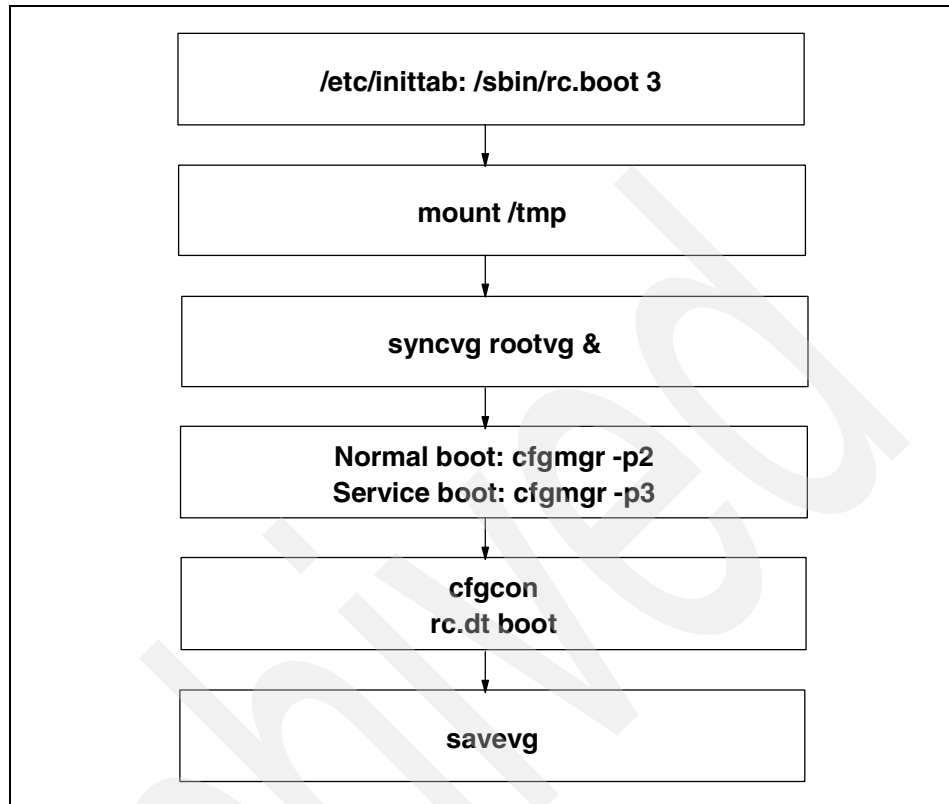 /etc/inittab: /sbin/rc.boot 3
mount /tmp
syncvg rootvg &
Normal boot: cfgmgr -p2
Service boot: cfgmgr -p3
cfgcon
rc.dt boot
savevg